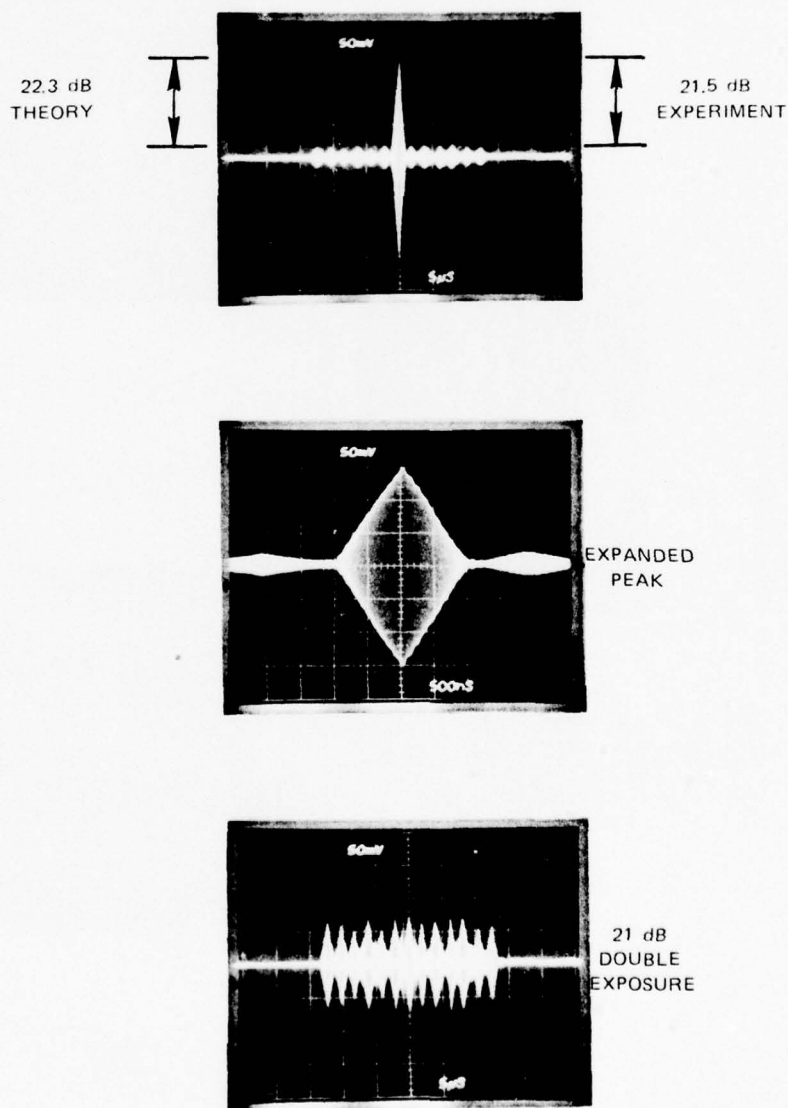 50mV
22.3 dB
THEORY
21.5 dB
EXPERIMENT
5µS
50mV
EXPANDED
PEAK
500nS
50mV
21 dB
DOUBLE
EXPOSURE
5µS